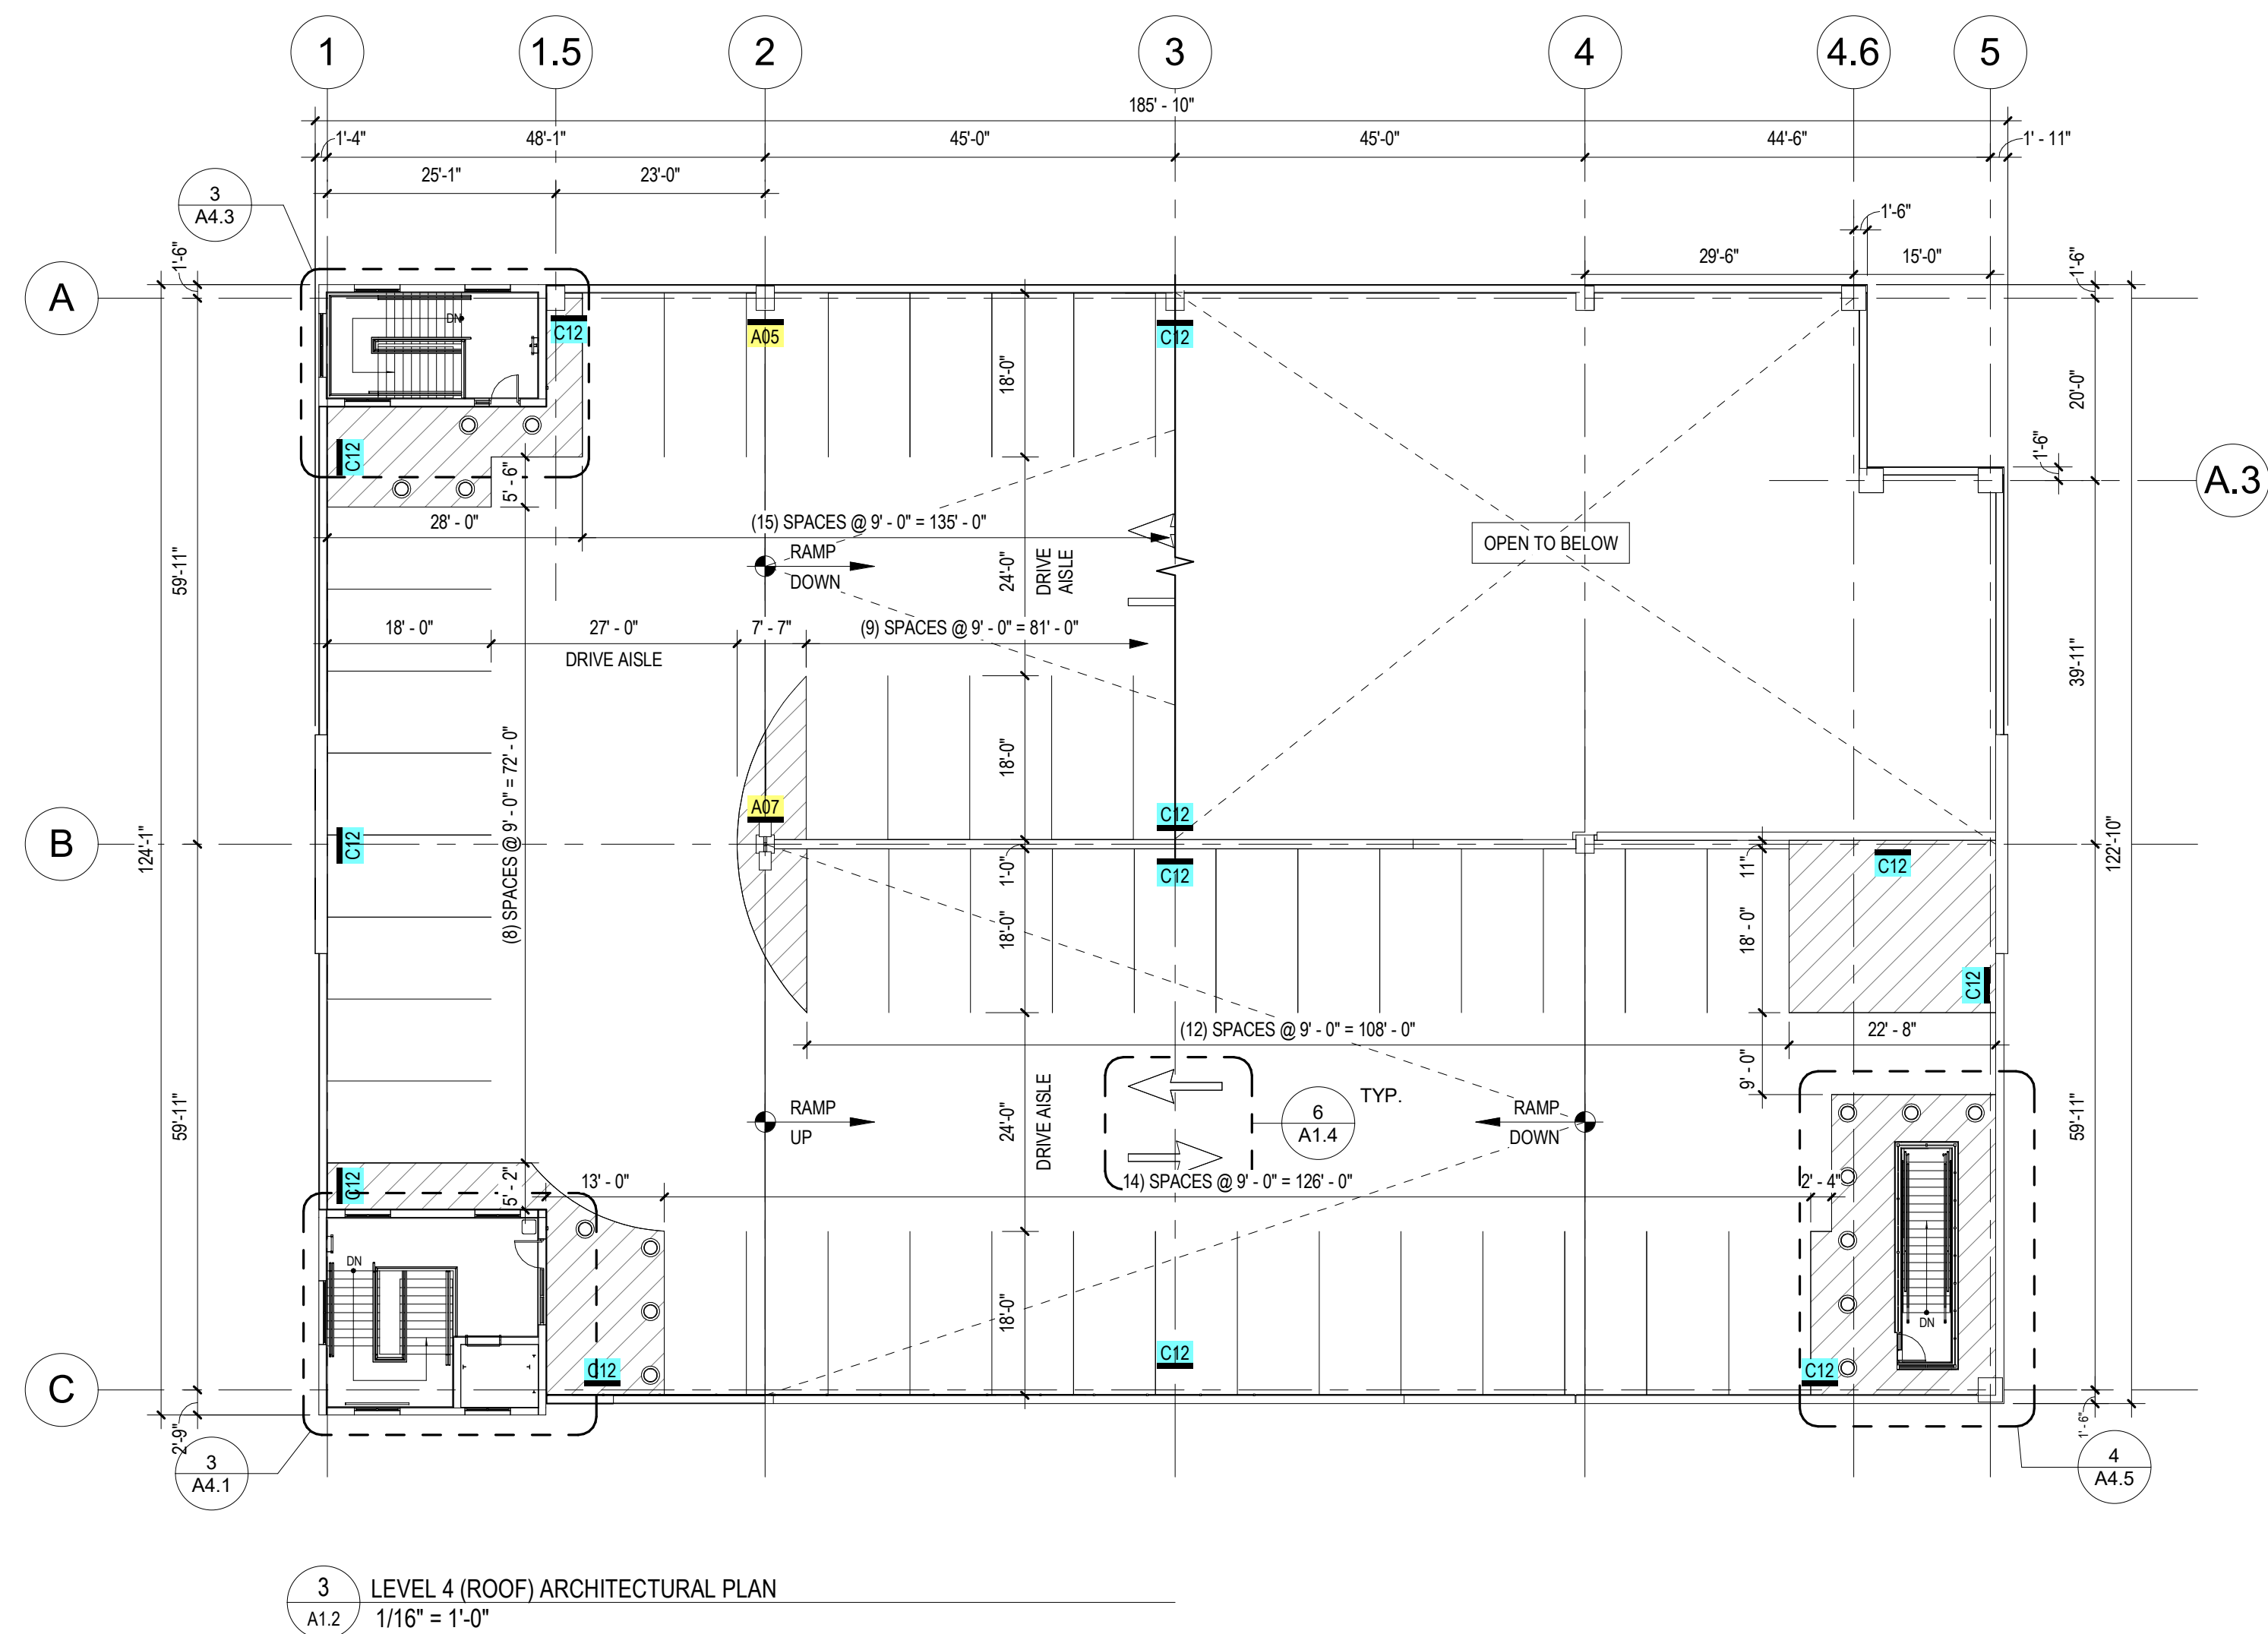 1
1.5
2
3
4
4.6
5
185' - 10"
1'-4"
48'-1"
45'-0"
45'-0"
44'-6"
1' - 11"
25'-1"
23'-0"
3
A4.3
1'-6"
29'-6"
15'-0"
1'-6"
1'-6"
A
DN
C12
A05
C12
18'-0"
20'-0"
C12
1'-6"
A.3
5' - 6"
28' - 0"
(15) SPACES @ 9' - 0" = 135' - 0"
OPEN TO BELOW
RAMP
DOWN
24'-0"
DRIVE
AISLE
59'-11"
18' - 0"
27' - 0"
7' - 7"
(9) SPACES @ 9' - 0" = 81' - 0"
DRIVE AISLE
39'-11"
18'-0"
(8) SPACES @ 9' - 0" = 72' - 0"
A07
C12
B
124'-1"
C12
1'-0"
C12
11"
C12
122'-10"
18'-0"
18' - 0"
C12
(12) SPACES @ 9' - 0" = 108' - 0"
22' - 8"
9' - 0"
RAMP
UP
24'-0"
DRIVE AISLE
6
A1.4
TYP.
RAMP
DOWN
59'-11"
59'-11"
C12
5' - 2"
13' - 0"
14) SPACES @ 9' - 0" = 126' - 0"
2' - 4"
DN
18'-0"
DN
C12
C12
C12
C
2'-9"
1' - 6"
3
A4.1
4
A4.5
3
A1.2
LEVEL 4 (ROOF) ARCHITECTURAL PLAN
1/16" = 1'-0"